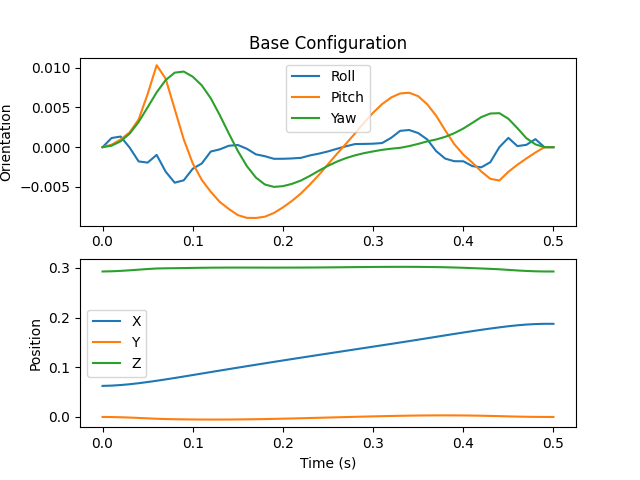 Base Configuration
Orientation
0.010
0.005
0.000
−0.005
Roll
Pitch
Yaw
0.0 0.1 0.2 0.3 0.4 0.5
Position
0.3
0.2
0.1
0.0
X
Y
Z
0.0 0.1 0.2 0.3 0.4 0.5
Time (s)